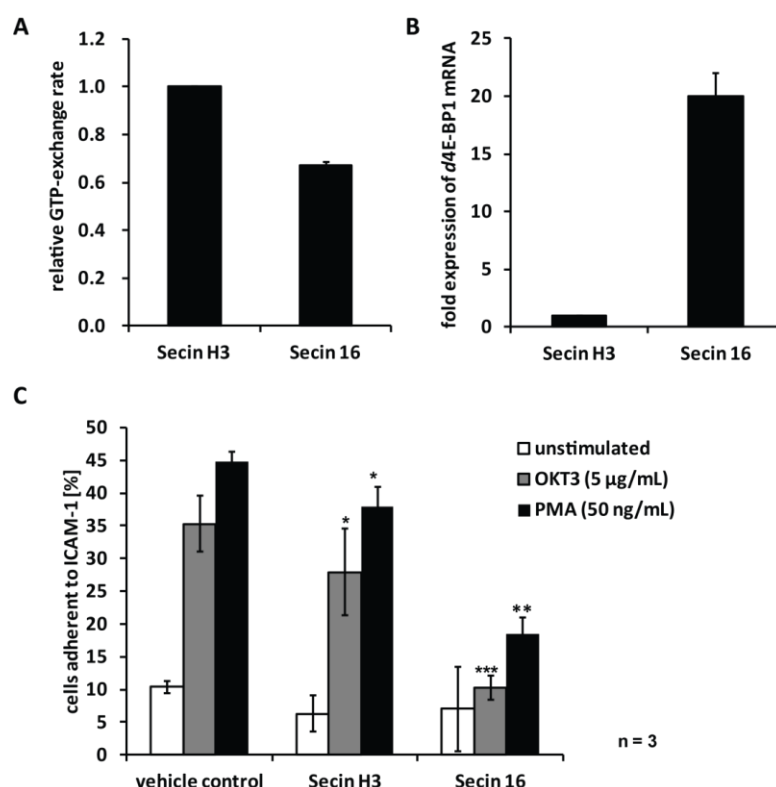 A
relative GTP-exchange rate
1.2
1.0
0.8
0.6
0.4
0.2
0.0
Secin H3 Secin 16
B
fold expression of d4E-BP1 mRNA
25
20
15
10
5
0
Secin H3 Secin 16
C
cells adherent to ICAM-1 [%]
50
45
40
35
30
25
20
15
10
5
0
* *
*** **
vehicle control Secin H3 Secin 16
unstimulated
OKT3 (5 µg/mL)
PMA (50 ng/mL)
n = 3